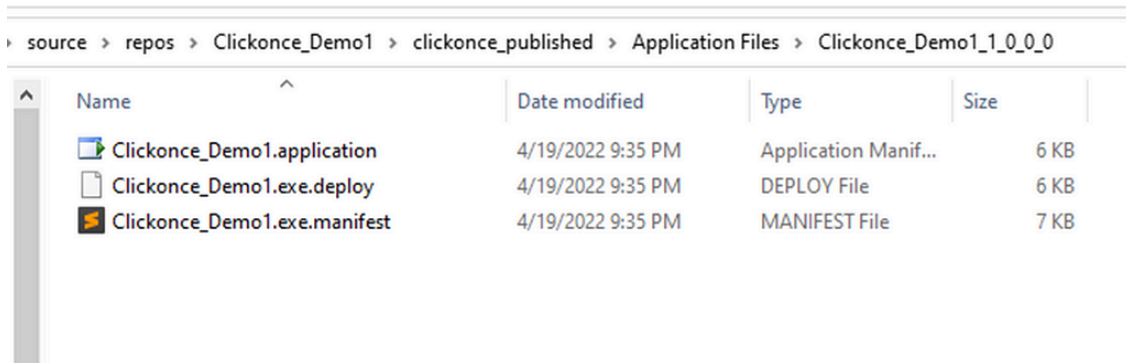 source > repos > Clickonce_Demo1 > clickonce_published > Application Files > Clickonce_Demo1_1_0_0_0
Name Date modified Type Size
Clickonce_Demo1.application 4/19/2022 9:35 PM Application Manif... 6 KB
Clickonce_Demo1.exe.deploy 4/19/2022 9:35 PM DEPLOY File 6 KB
Clickonce_Demo1.exe.manifest 4/19/2022 9:35 PM MANIFEST File 7 KB